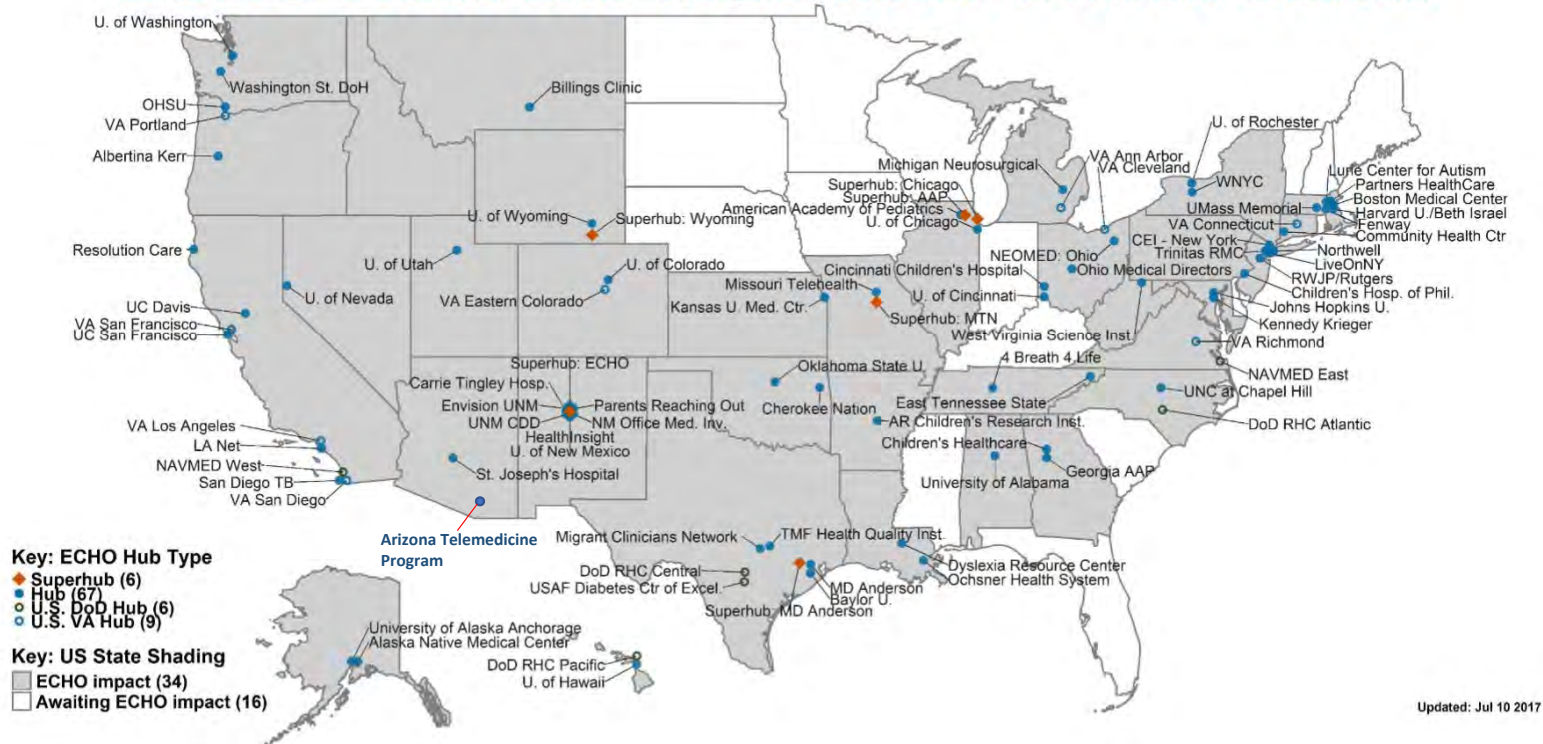 U. of Washington
Washington St. DoH
OHSU
VA Portland
Albertina Kerr
Billings Clinic
U. of Wyoming
Superhub: Wyoming
Resolution Care
U. of Utah
U. of Nevada
U. of Colorado
VA Eastern Colorado
UC Davis
VA San Francisco
UC San Francisco
VA Los Angeles
LA Net
NAVMED West
San Diego TB
VA San Diego
Superhub: ECHO
Carrie Tingley Hosp.
Envision UNM
Parents Reaching Out
UNM CDD
NM Office Med. Inv.
HealthInsight
U. of New Mexico
St. Joseph's Hospital
Arizona Telemedicine
Program
Michigan Neurosurgical
VA Ann Arbor
VA Cleveland
Superhub: Chicago
Superhub: AAP
American Academy of Pediatrics
U. of Chicago
NEOMED: Ohio
Cincinnati Children's Hospital
Ohio Medical Directors
Missouri Telehealth
Kansas U. Med. Ctr.
U. of Cincinnati
Superhub: MTN
West Virginia Science Inst.
Oklahoma State U.
4 Breath 4 Life
Cherokee Nation
East Tennessee State
AR Children's Research Inst.
Children's Healthcare
Georgia AAP
University of Alabama
U. of Rochester
WNYC
Lurie Center for Autism
Partners HealthCare
UMass Memorial
Boston Medical Center
Harvard U./Beth Israel
VA Connecticut
Fenway
Community Health Ctr
CEI - New York
Trinitas RMC
Northwell
LiveOnNY
RWJP/Rutgers
Children's Hosp. of Phil.
Johns Hopkins U.
Kennedy Krieger
VA Richmond
NAVMED East
UNC at Chapel Hill
DoD RHC Atlantic
Migrant Clinicians Network
TMF Health Quality Inst.
DoD RHC Central
USAF Diabetes Ctr of Excel.
Dyslexia Resource Center
Ochsner Health System
MD Anderson
Baylor U.
Superhub: MD Anderson
University of Alaska Anchorage
Alaska Native Medical Center
DoD RHC Pacific
U. of Hawaii
Key: ECHO Hub Type
Superhub (6)
Hub (67)
U.S. DoD Hub (6)
U.S. VA Hub (9)
Key: US State Shading
ECHO impact (34)
Awaiting ECHO impact (16)
Updated: Jul 10 2017